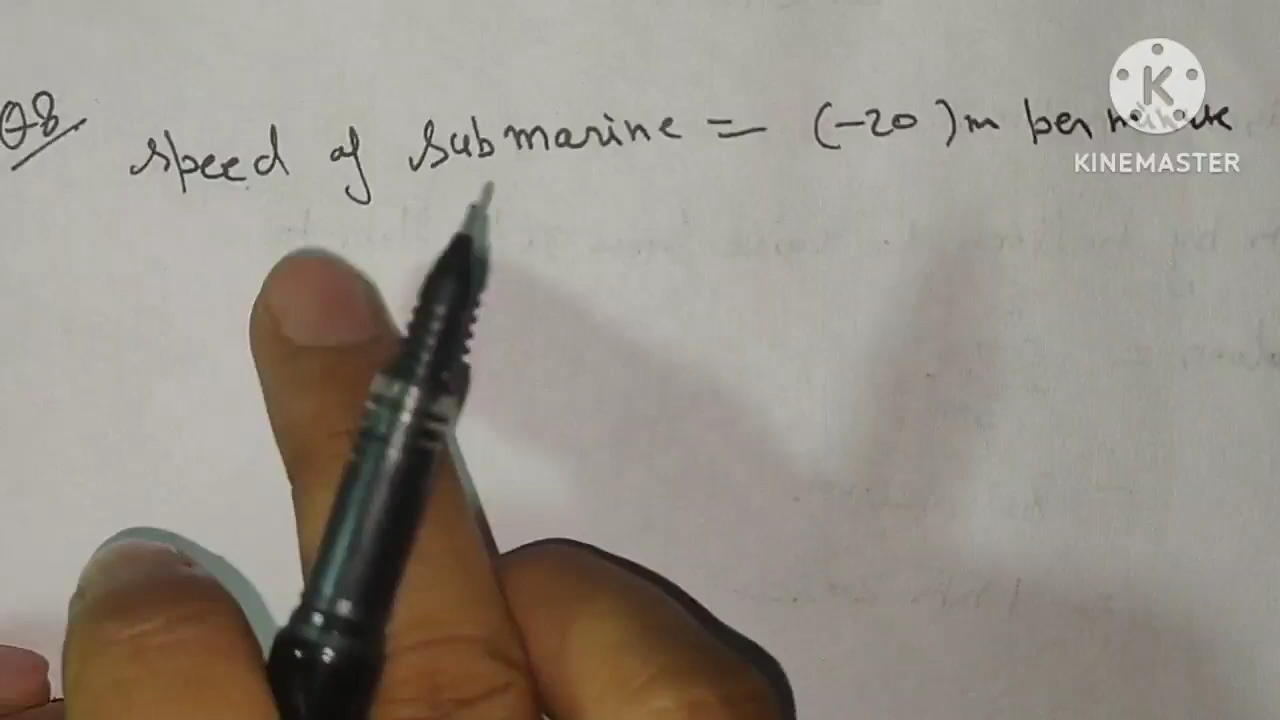 Q8. Speed of submarine = (-20) m per
KINEMASTER